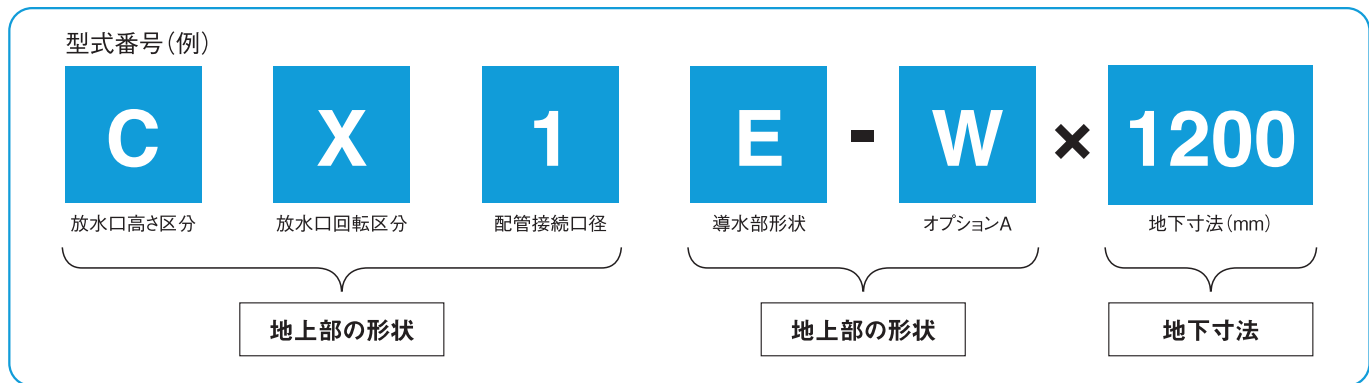 型式番号(例)
C X 1 E - W × 1200
放水口高さ区分 放水口回転区分 配管接続口径 導水部形状 オプションA 地下寸法(mm)
地上部の形状 地上部の形状 地下寸法